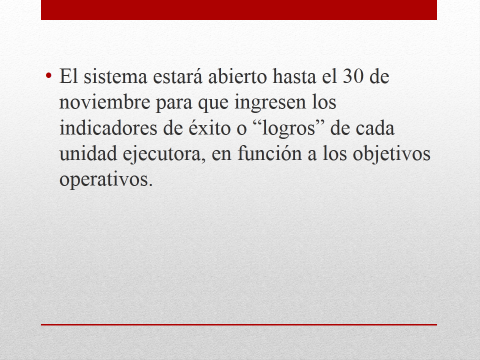 • El sistema estará abierto hasta el 30 de
noviembre para que ingresen los
indicadores de éxito o “logros” de cada
unidad ejecutora, en función a los objetivos
operativos.